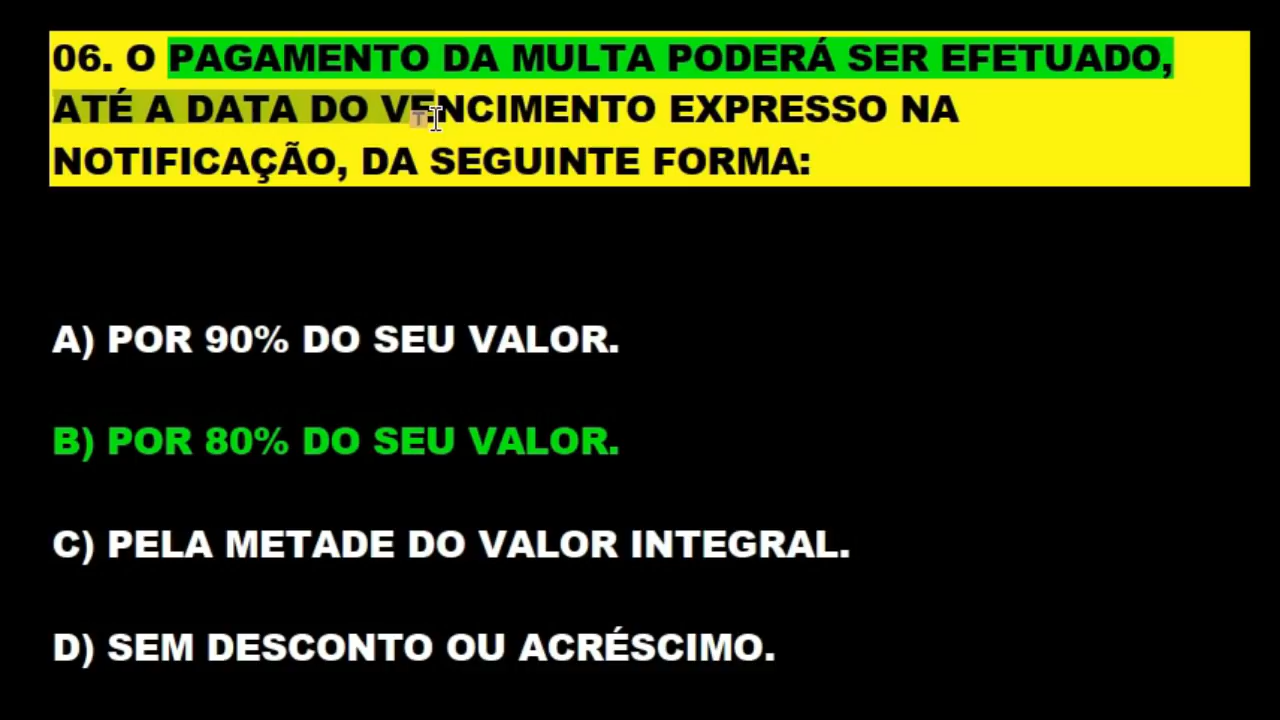 06. O PAGAMENTO DA MULTA PODERÁ SER EFETUADO,
ATÉ A DATA DO VENCIMENTO EXPRESSO NA
NOTIFICAÇÃO, DA SEGUINTE FORMA:
A) POR 90% DO SEU VALOR.
B) POR 80% DO SEU VALOR.
C) PELA METADE DO VALOR INTEGRAL.
D) SEM DESCONTO OU ACRÉSCIMO.